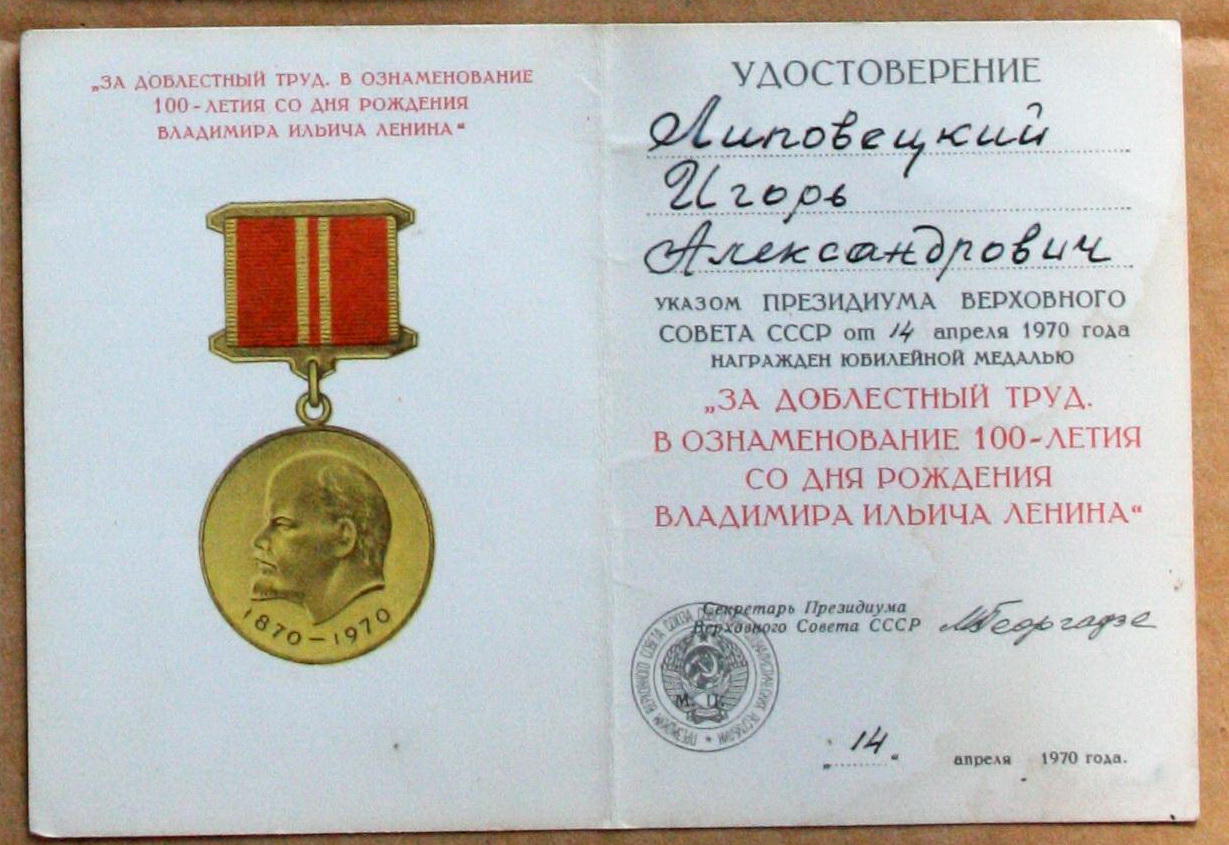 „ЗА ДОБЛЕСТНЫЙ ТРУД. В ОЗНАМЕНОВАНИЕ
100-ЛЕТИЯ СО ДНЯ РОЖДЕНИЯ
ВЛАДИМИРА ИЛЬИЧА ЛЕНИНА“
1870–1970
УДОСТОВЕРЕНИЕ
Липовецкий
Игорь
Александрович
УКАЗОМ ПРЕЗИДИУМА ВЕРХОВНОГО
СОВЕТА СССР от 14 апреля 1970 года
НАГРАЖДЕН ЮБИЛЕЙНОЙ МЕДАЛЬЮ
„ЗА ДОБЛЕСТНЫЙ ТРУД.
В ОЗНАМЕНОВАНИЕ 100-ЛЕТИЯ
СО ДНЯ РОЖДЕНИЯ
ВЛАДИМИРА ИЛЬИЧА ЛЕНИНА“
Секретарь Президиума
Верховного Совета СССР
МГеоргадзе
М. П.
„14“ апреля 1970 года.